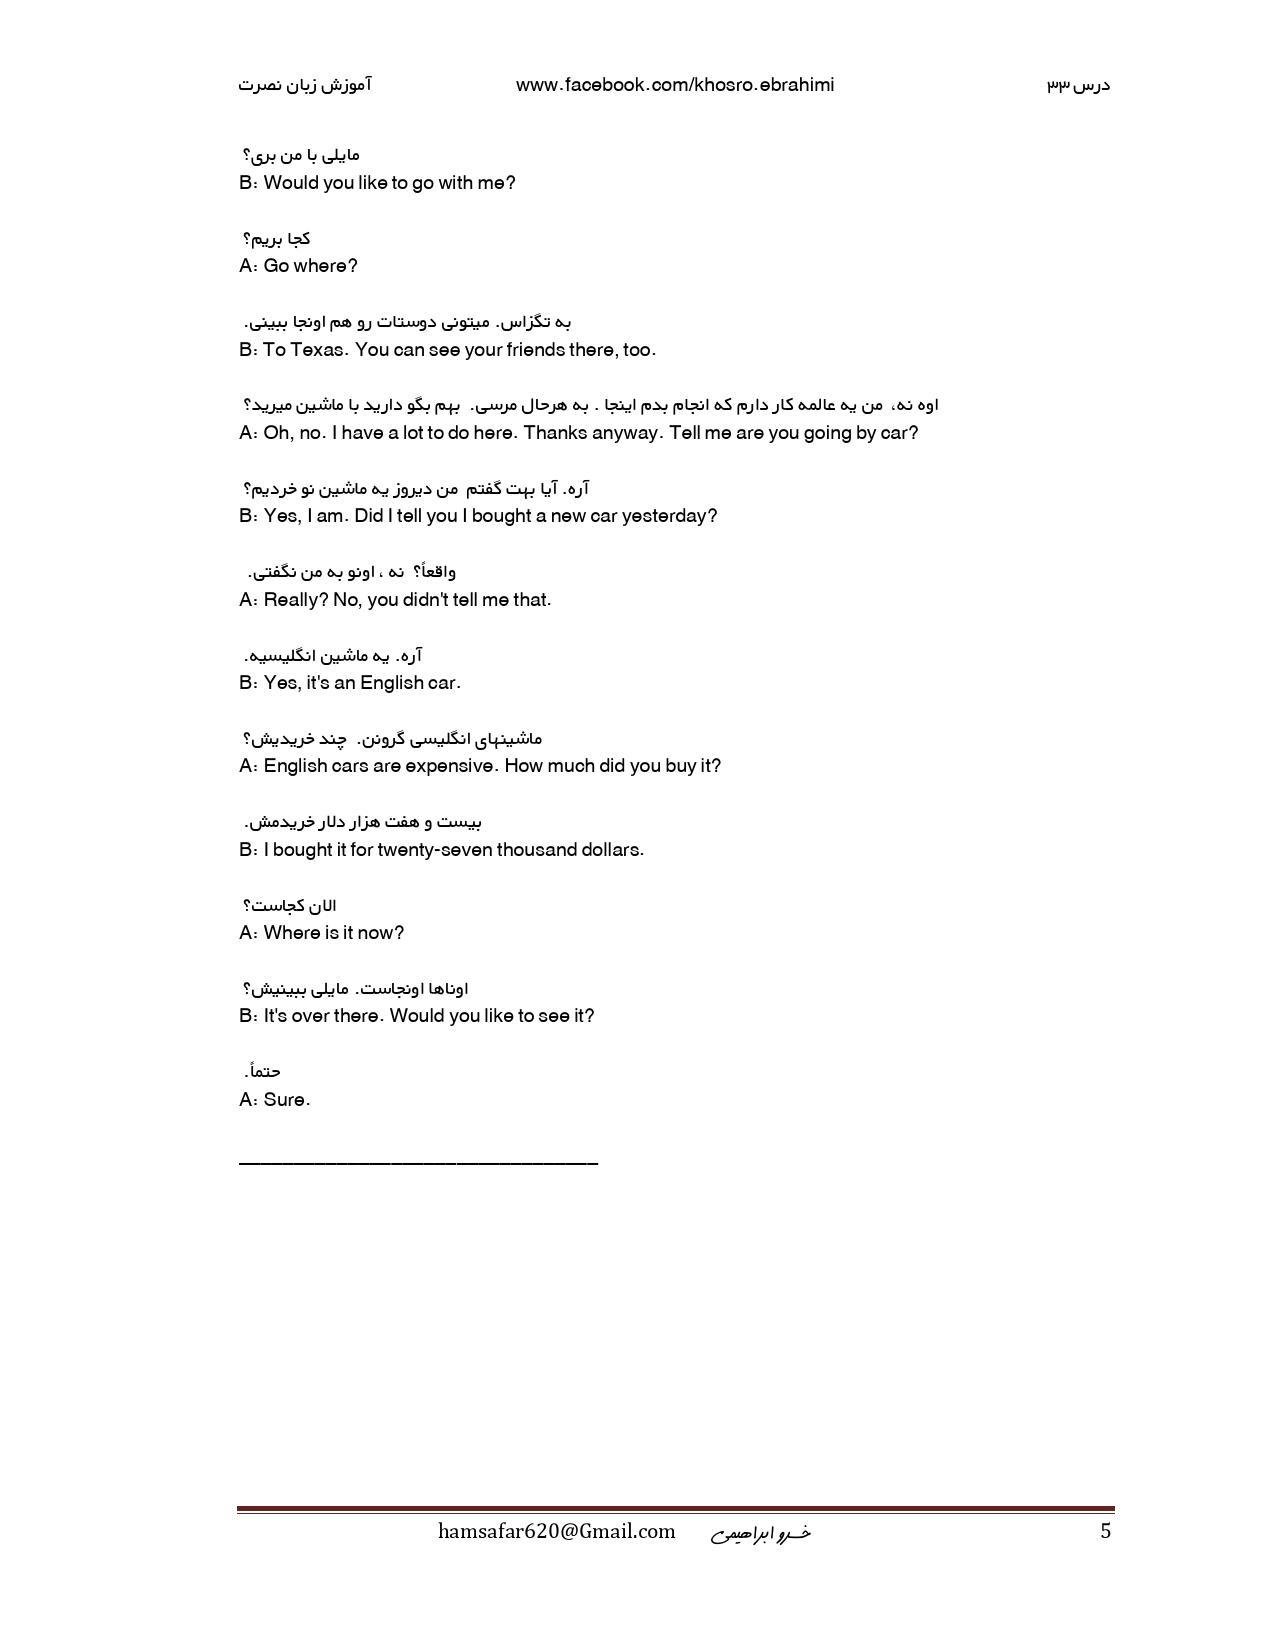 آموزش زبان نصرت www.facebook.com/khosro.ebrahimi درس ۳۳
مایلی با من بری؟
B: Would you like to go with me?
کجا بریم؟
A: Go where?
به تگزاس. میتونی دوستات رو هم اونجا ببینی.
B: To Texas. You can see your friends there, too.
اوه نه، من یه عالمه کار دارم که انجام بدم اینجا . به هرحال مرسی. بهم بگو دارید با ماشین میرید؟
A: Oh, no. I have a lot to do here. Thanks anyway. Tell me are you going by car?
آره. آیا بهت گفتم من دیروز یه ماشین نو خردیم؟
B: Yes, I am. Did I tell you I bought a new car yesterday?
واقعاً؟ نه ، اونو به من نگفتی.
A: Really? No, you didn't tell me that.
آره. یه ماشین انگلیسیه.
B: Yes, it's an English car.
ماشینهای انگلیسی گرونن. چند خریدیش؟
A: English cars are expensive. How much did you buy it?
بیست و هفت هزار دلار خریدمش.
B: I bought it for twenty-seven thousand dollars.
الان کجاست؟
A: Where is it now?
اوناها اونجاست. مایلی ببینیش؟
B: It's over there. Would you like to see it?
حتماً.
A: Sure.
hamsafar620@Gmail.com خسرو ابراهیمی 5